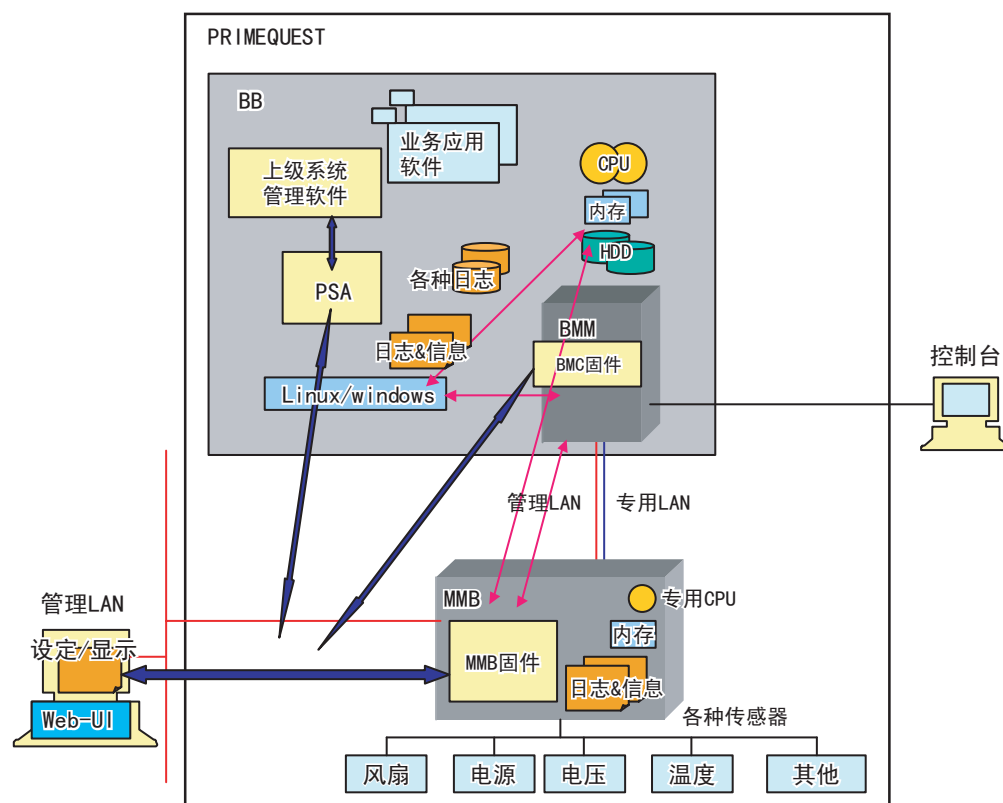 PRIMEQUEST
BB
业务应用
软件
上级系统
管理软件
CPU
内存
HDD
各种日志
PSA
日志&信息
BMM
BMC固件
Linux/windows
控制台
管理LAN
专用LAN
MMB
专用CPU
内存
MMB固件
日志&信息
管理LAN
设定/显示
Web-UI
各种传感器
风扇
电源
电压
温度
其他